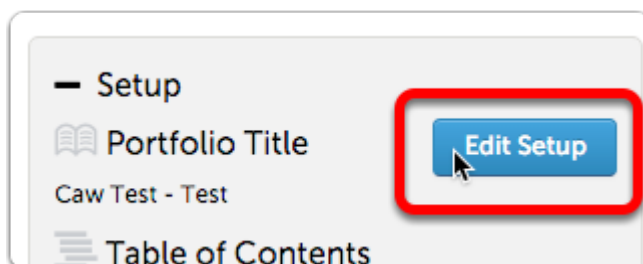 Setup
Portfolio Title
Edit Setup
Caw Test - Test
Table of Contents